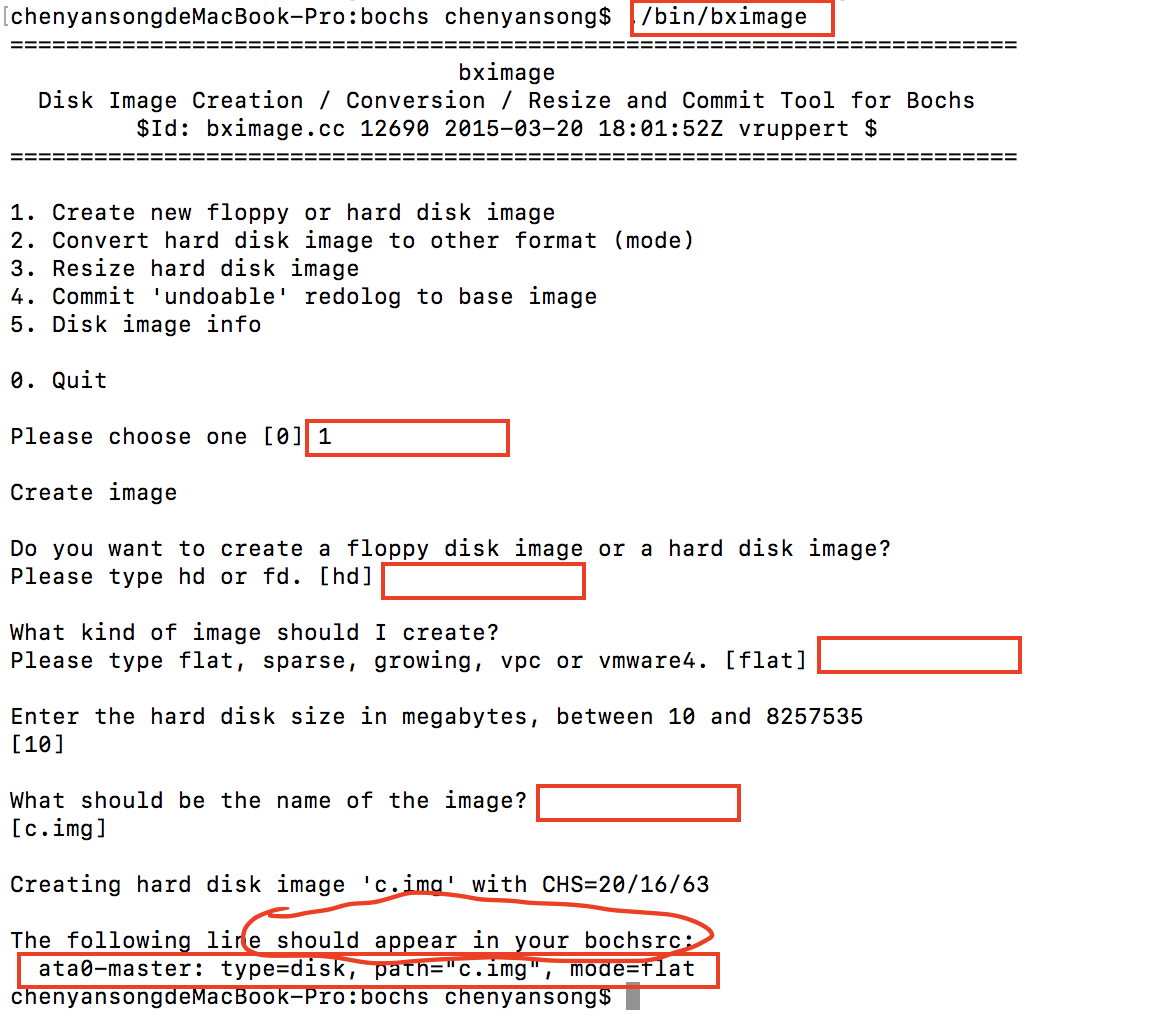 [chenyansongdeMacBook-Pro:bochs chenyansong$ ./bin/bximage
========================================================================
bximage
Disk Image Creation / Conversion / Resize and Commit Tool for Bochs
$Id: bximage.cc 12690 2015-03-20 18:01:52Z vruppert $
========================================================================
1. Create new floppy or hard disk image
2. Convert hard disk image to other format (mode)
3. Resize hard disk image
4. Commit 'undoable' redolog to base image
5. Disk image info
0. Quit
Please choose one [0] 1
Create image
Do you want to create a floppy disk image or a hard disk image?
Please type hd or fd. [hd]
What kind of image should I create?
Please type flat, sparse, growing, vpc or vmware4. [flat]
Enter the hard disk size in megabytes, between 10 and 8257535
[10]
What should be the name of the image?
[c.img]
Creating hard disk image 'c.img' with CHS=20/16/63
The following line should appear in your bochsrc:
ata0-master: type=disk, path="c.img", mode=flat
chenyansongdeMacBook-Pro:bochs chenyansong$